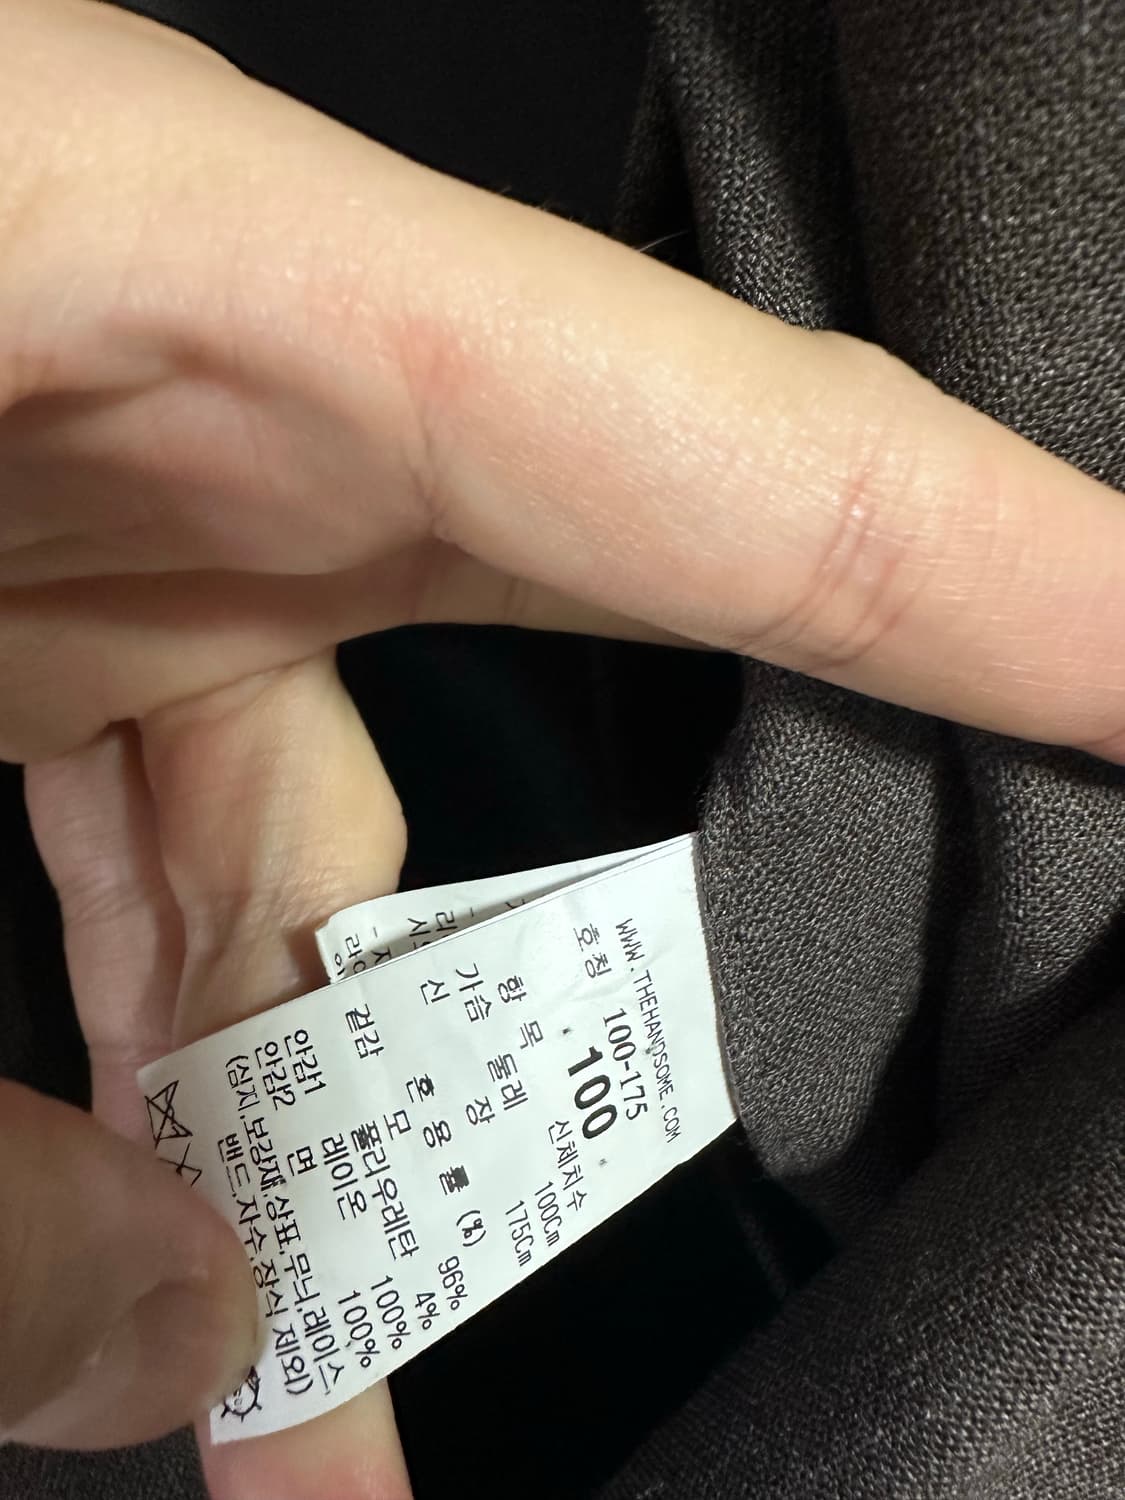 WWW.THEHANDSOME.COM
호칭 100-175
" 100 "
항 목 신체치수
가슴 둘레 100Cm
신 장 175Cm
혼 용 률 (%)
겉감 모 96%
폴리우레탄 4%
안감1 레이온 100%
안감2 면 100%
(심지,보강재,상표,무늬,레이스,
밴드,자수,장식 제외)